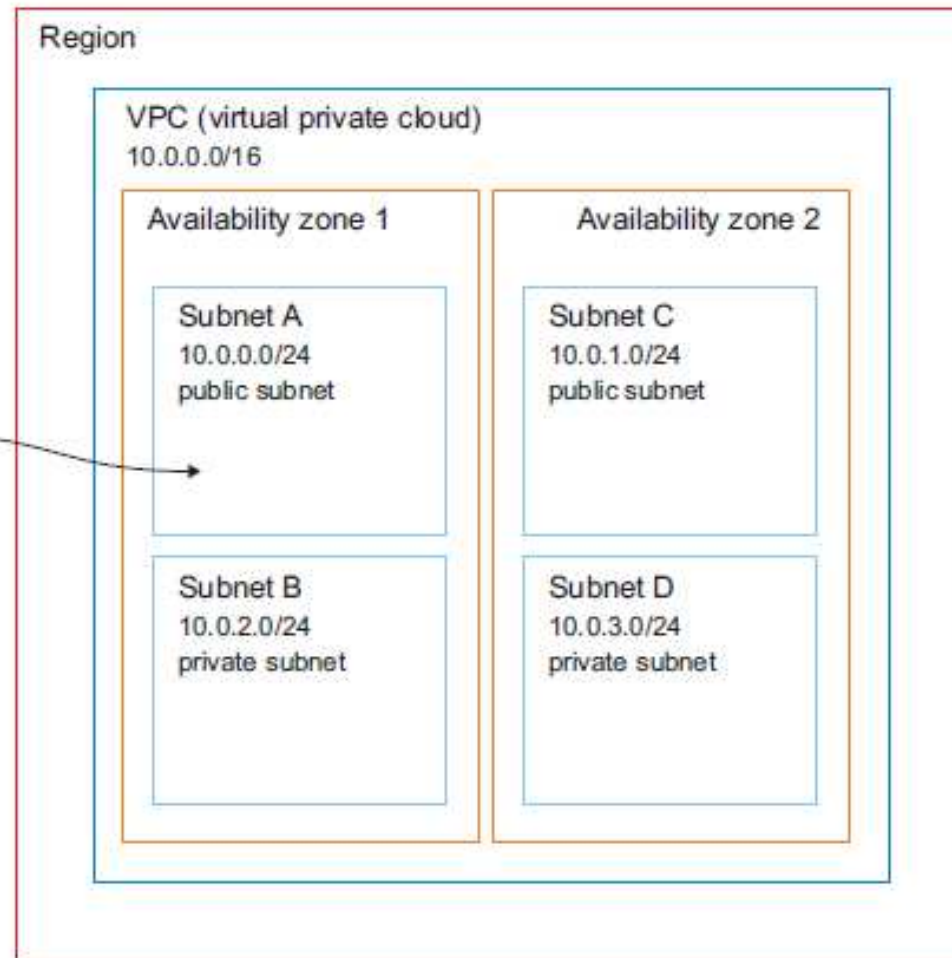 Region
VPC (virtual private cloud)
10.0.0.0/16
Availability zone 1
Subnet A
10.0.0.0/24
public subnet
Subnet B
10.0.2.0/24
private subnet
Availability zone 2
Subnet C
10.0.1.0/24
public subnet
Subnet D
10.0.3.0/24
private subnet